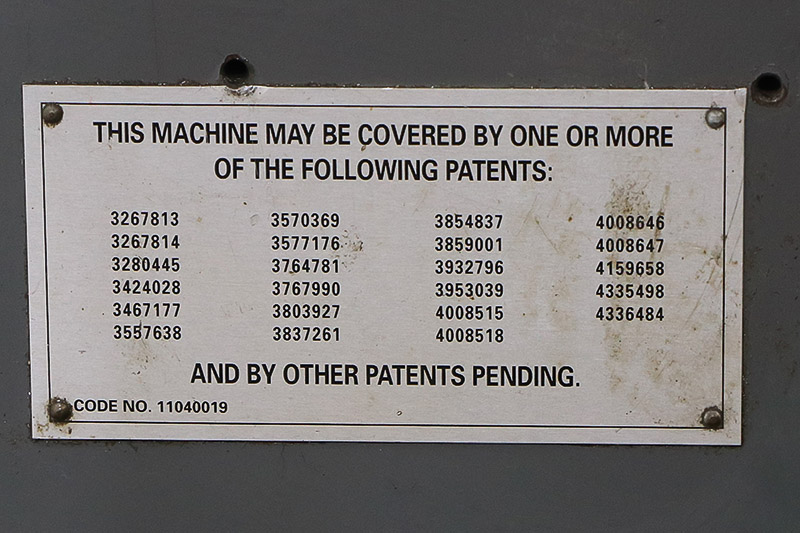 THIS MACHINE MAY BE COVERED BY ONE OR MORE
OF THE FOLLOWING PATENTS:
3267813 3570369 3854837 4008646
3267814 3577176 3859001 4008647
3280445 3764781 3932796 4159658
3424028 3767990 3953039 4335498
3467177 3803927 4008515 4336484
3557638 3837261 4008518
AND BY OTHER PATENTS PENDING.
CODE NO. 11040019